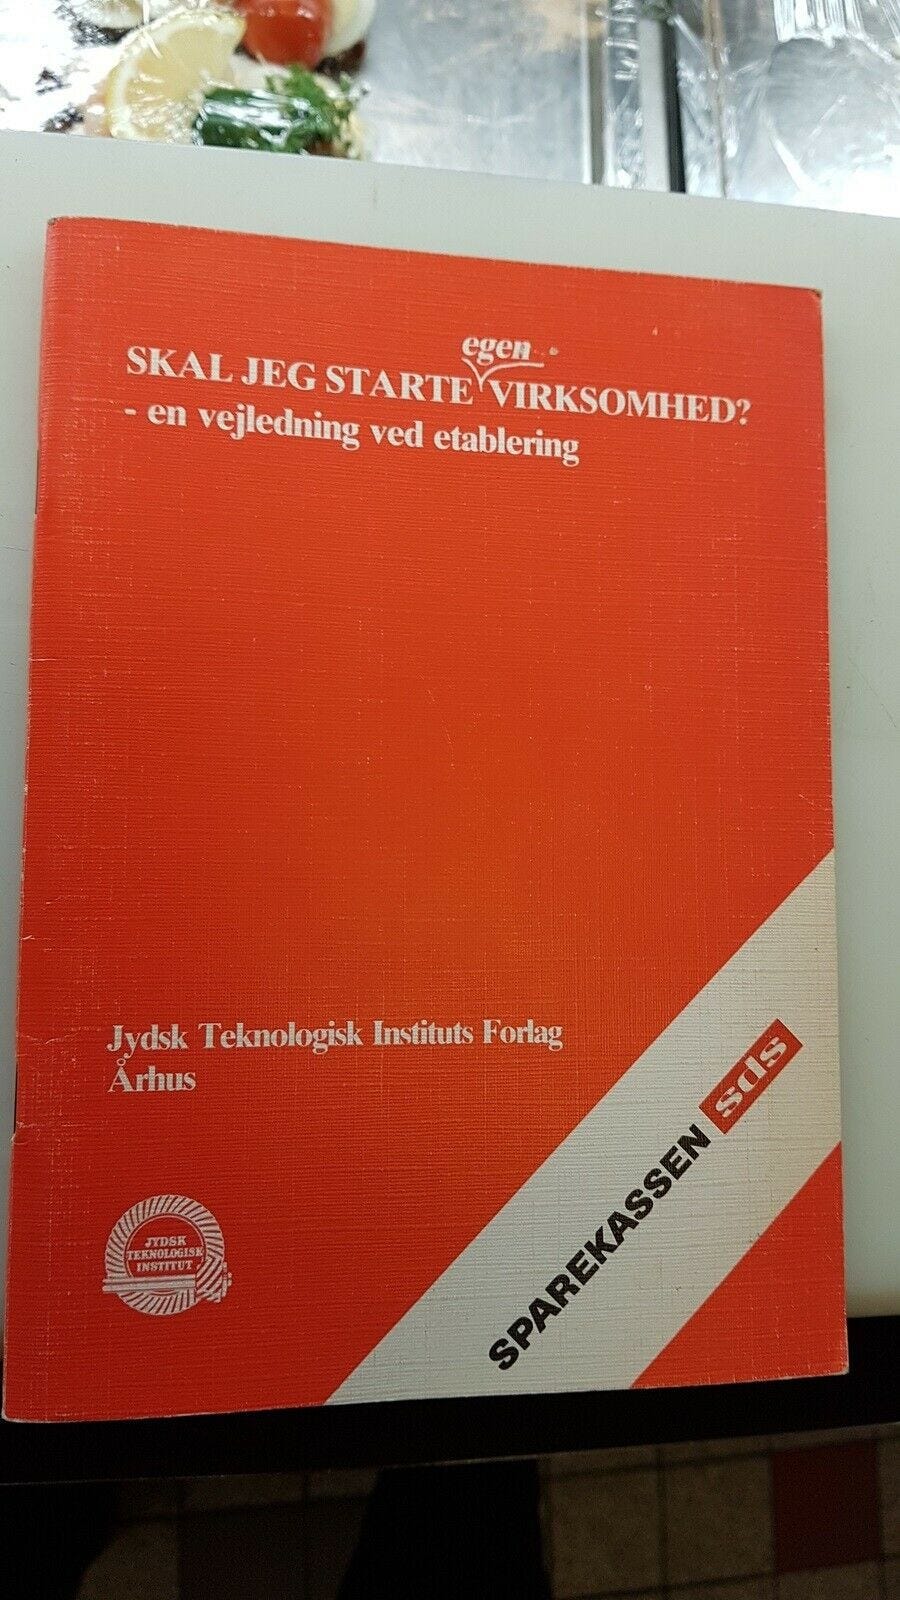 egen
SKAL JEG STARTE VIRKSOMHED?
- en vejledning ved etablering
Jydsk Teknologisk Instituts Forlag
Århus
JYDSK
TEKNOLOGISK
INSTITUT
SPAREKASSEN sds